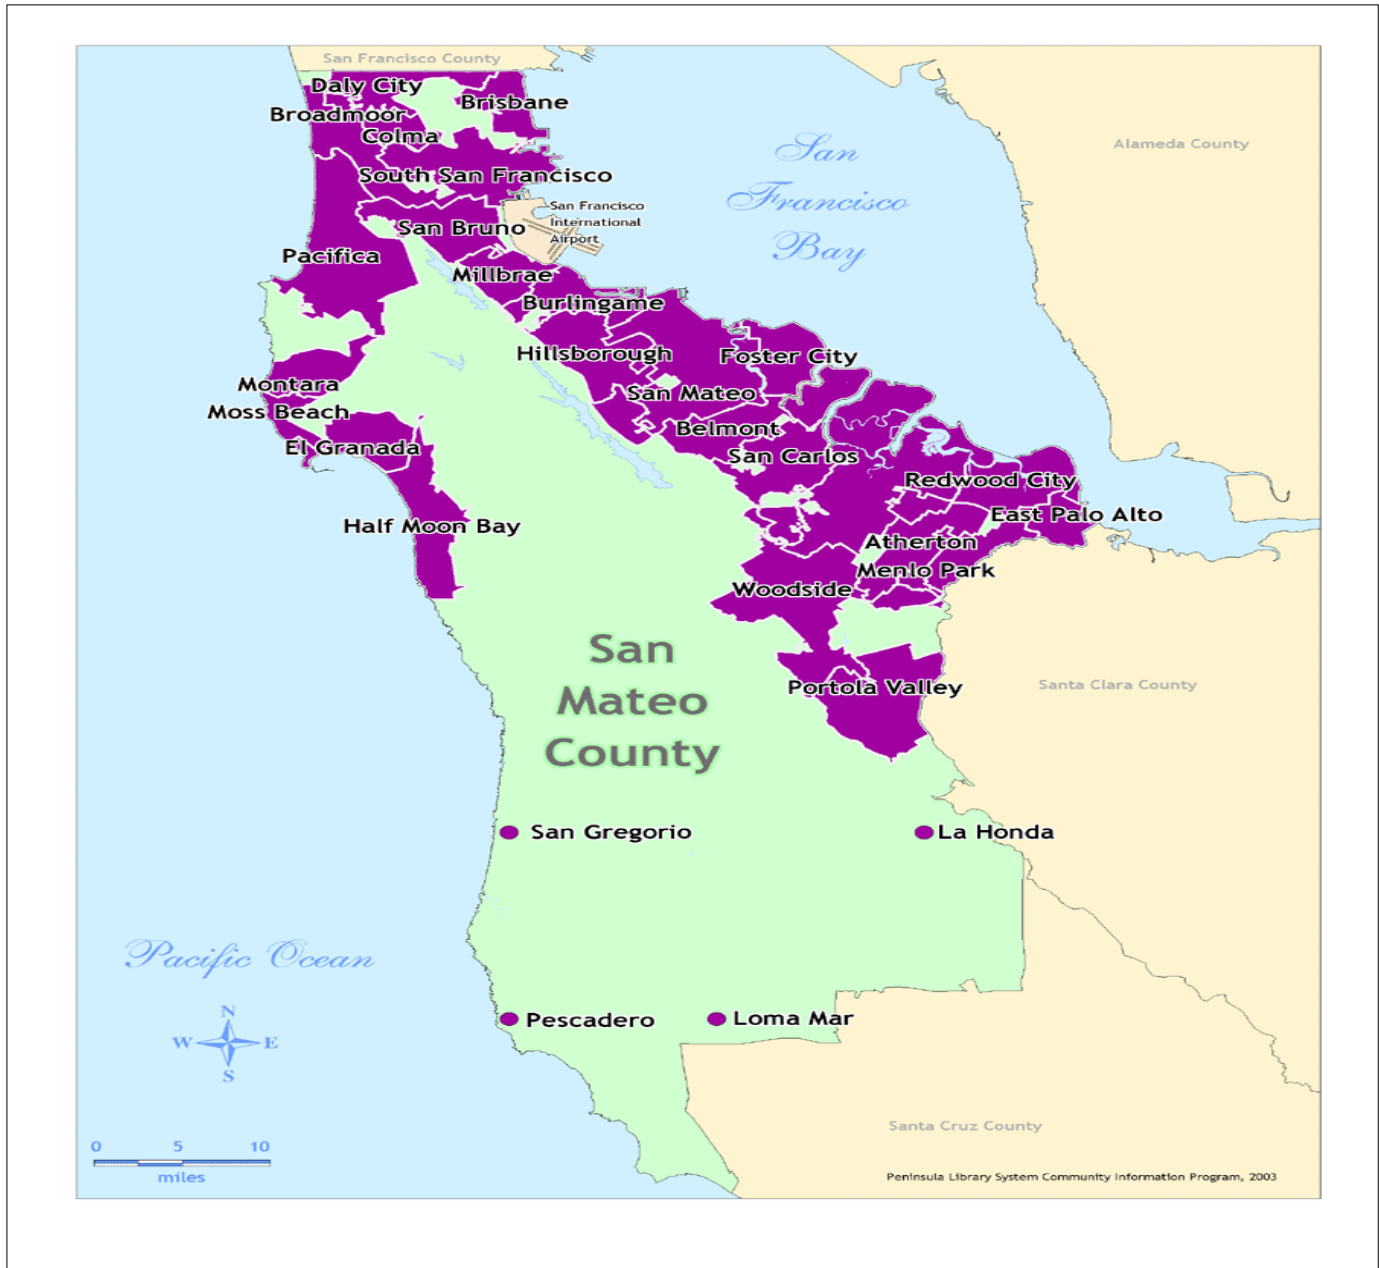 San Francisco County
Daly City
Brisbane
Broadmoor
Colma
South San Francisco
San Francisco
International
Airport
San Bruno
Pacifica
Millbrae
Burlingame
Hillsborough
Foster City
San Mateo
Montara
Moss Beach
Belmont
El Granada
San Carlos
Redwood City
East Palo Alto
Half Moon Bay
Atherton
Menlo Park
Woodside
Portola Valley
San
Francisco
Bay
Alameda County
Santa Clara County
San
Mateo
County
San Gregorio
La Honda
Pacific Ocean
Pescadero
Loma Mar
N
W E
S
0 5 10
miles
Santa Cruz County
Peninsula Library System Community Information Program, 2003